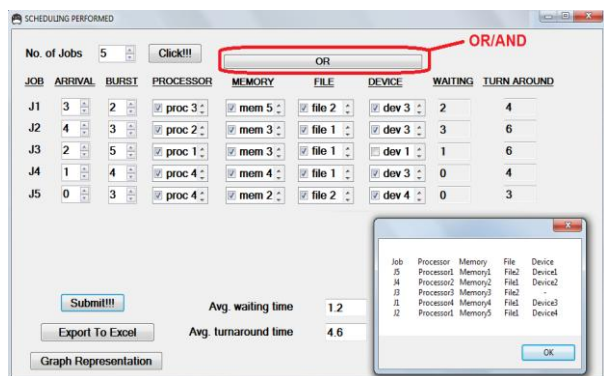 SCHEDULING PERFORMED
No. of Jobs 5 Click!!! OR OR/AND
JOB ARRIVAL BURST PROCESSOR MEMORY FILE DEVICE WAITING TURN AROUND
J1 3 2 proc 3 mem 5 file 2 dev 3 2 4
J2 4 3 proc 2 mem 3 file 1 dev 3 3 6
J3 2 5 proc 1 mem 3 file 1 dev 1 1 6
J4 1 4 proc 4 mem 4 file 1 dev 3 0 4
J5 0 3 proc 4 mem 2 file 2 dev 4 0 3
Job Processor Memory File Device
J5 Processor1 Memory1 File2 Device1
J4 Processor2 Memory2 File1 Device2
J3 Processor3 Memory3 File2 -
J1 Processor4 Memory4 File1 Device3
J2 Processor1 Memory5 File1 Device4
OK
Submit!!! Avg. waiting time 1.2
Export To Excel Avg. turnaround time 4.6
Graph Representation